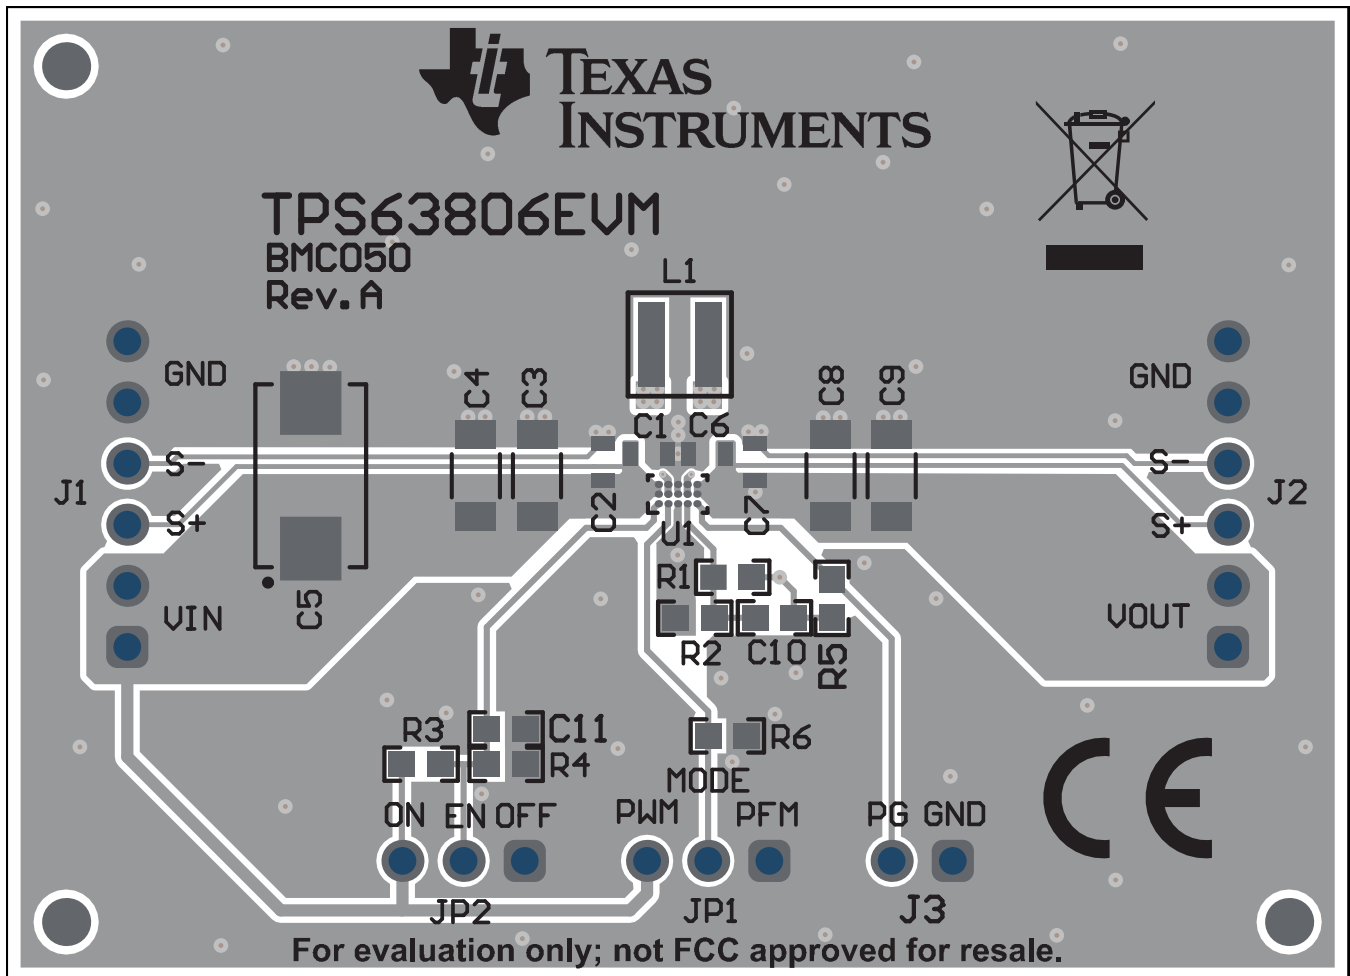 TEXAS
INSTRUMENTS
TPS63806EVM
BMC050
Rev. A
L1
GND
C4
C3
C1
C6
C8
C9
GND
S-
S-
J1
J2
S+
S+
C2
U1
C7
C5
R1
VIN
VOUT
R2
C10
R5
R3
C11
R6
R4
MODE
ON
EN
OFF
PWM
PFM
PG
GND
JP2
JP1
J3
CE
For evaluation only; not FCC approved for resale.